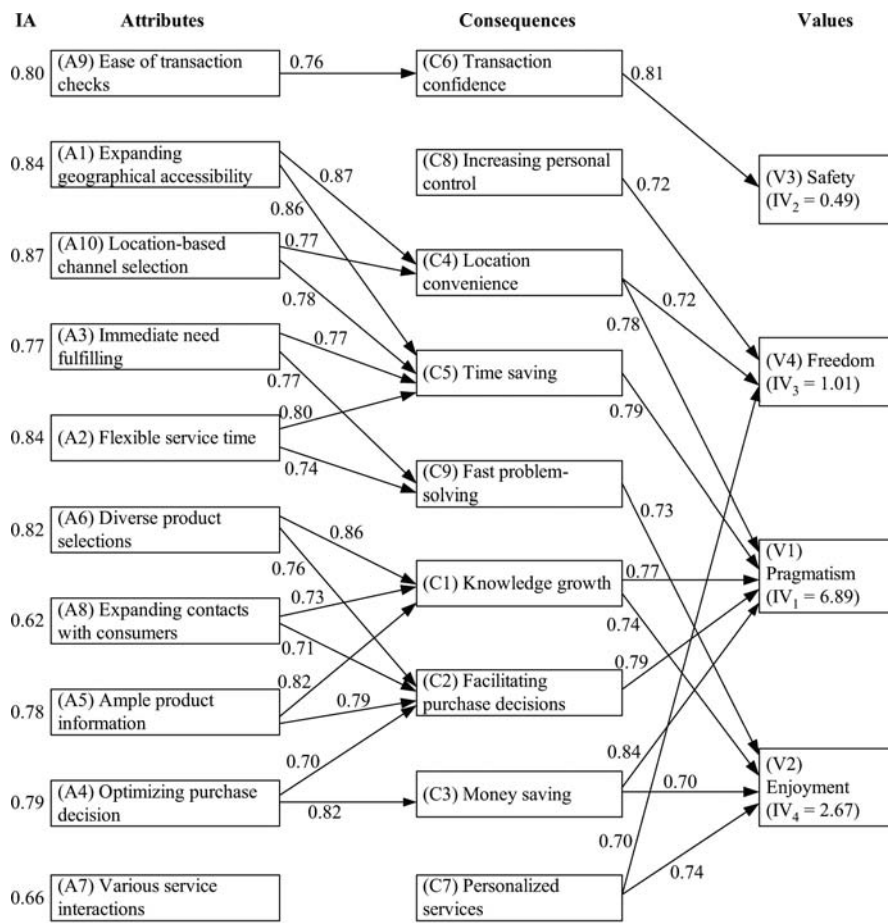 IA Attributes Consequences Values
0.80
(A9) Ease of transaction
checks
0.76
(C6) Transaction
confidence
0.81
0.84
(A1) Expanding
geographical accessibility
0.87
0.86
(C8) Increasing personal
control
0.72
(V3) Safety
(IV2 = 0.49)
0.87
(A10) Location-based
channel selection
0.77
0.78
(C4) Location
convenience
0.72
0.78
0.77
(A3) Immediate need
fulfilling
0.77
0.77
(C5) Time saving
0.79
(V4) Freedom
(IV3 = 1.01)
0.84
(A2) Flexible service time
0.80
0.74
(C9) Fast problem-
solving
0.73
0.82
(A6) Diverse product
selections
0.86
0.76
(C1) Knowledge growth
0.77
0.74
(V1)
Pragmatism
(IV1 = 6.89)
0.62
(A8) Expanding contacts
with consumers
0.73
0.71
(C2) Facilitating
purchase decisions
0.79
0.78
(A5) Ample product
information
0.82
0.79
0.79
(A4) Optimizing purchase
decision
0.70
0.82
(C3) Money saving
0.84
0.70
(V2)
Enjoyment
(IV4 = 2.67)
0.66
(A7) Various service
interactions
(C7) Personalized
services
0.70
0.74